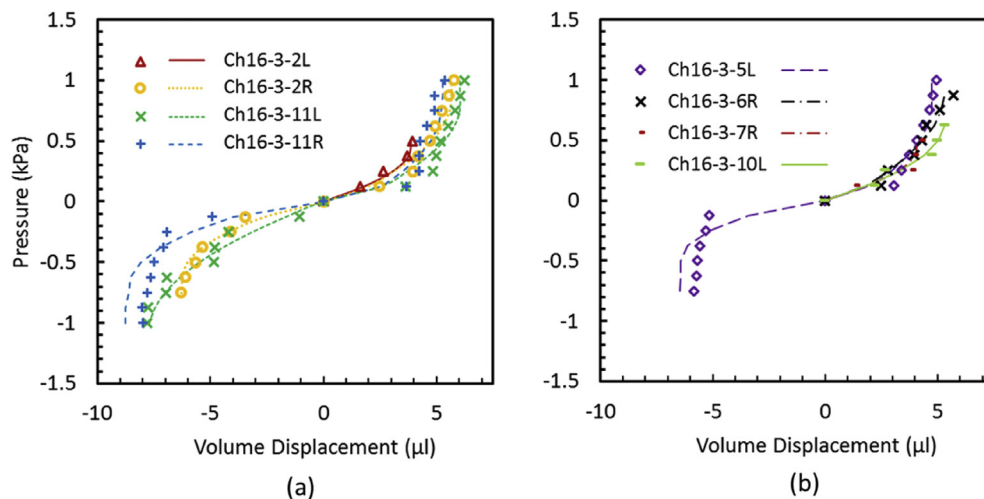 1.5
1
0.5
0
-0.5
-1
-1.5
Pressure (kPa)
Ch16-3-2L
Ch16-3-2R
Ch16-3-11L
Ch16-3-11R
-10
-5
0
5
Volume Displacement (µl)
(a)
1.5
1
0.5
0
-0.5
-1
-1.5
Ch16-3-5L
Ch16-3-6R
Ch16-3-7R
Ch16-3-10L
-10
-5
0
5
Volume Displacement (µl)
(b)